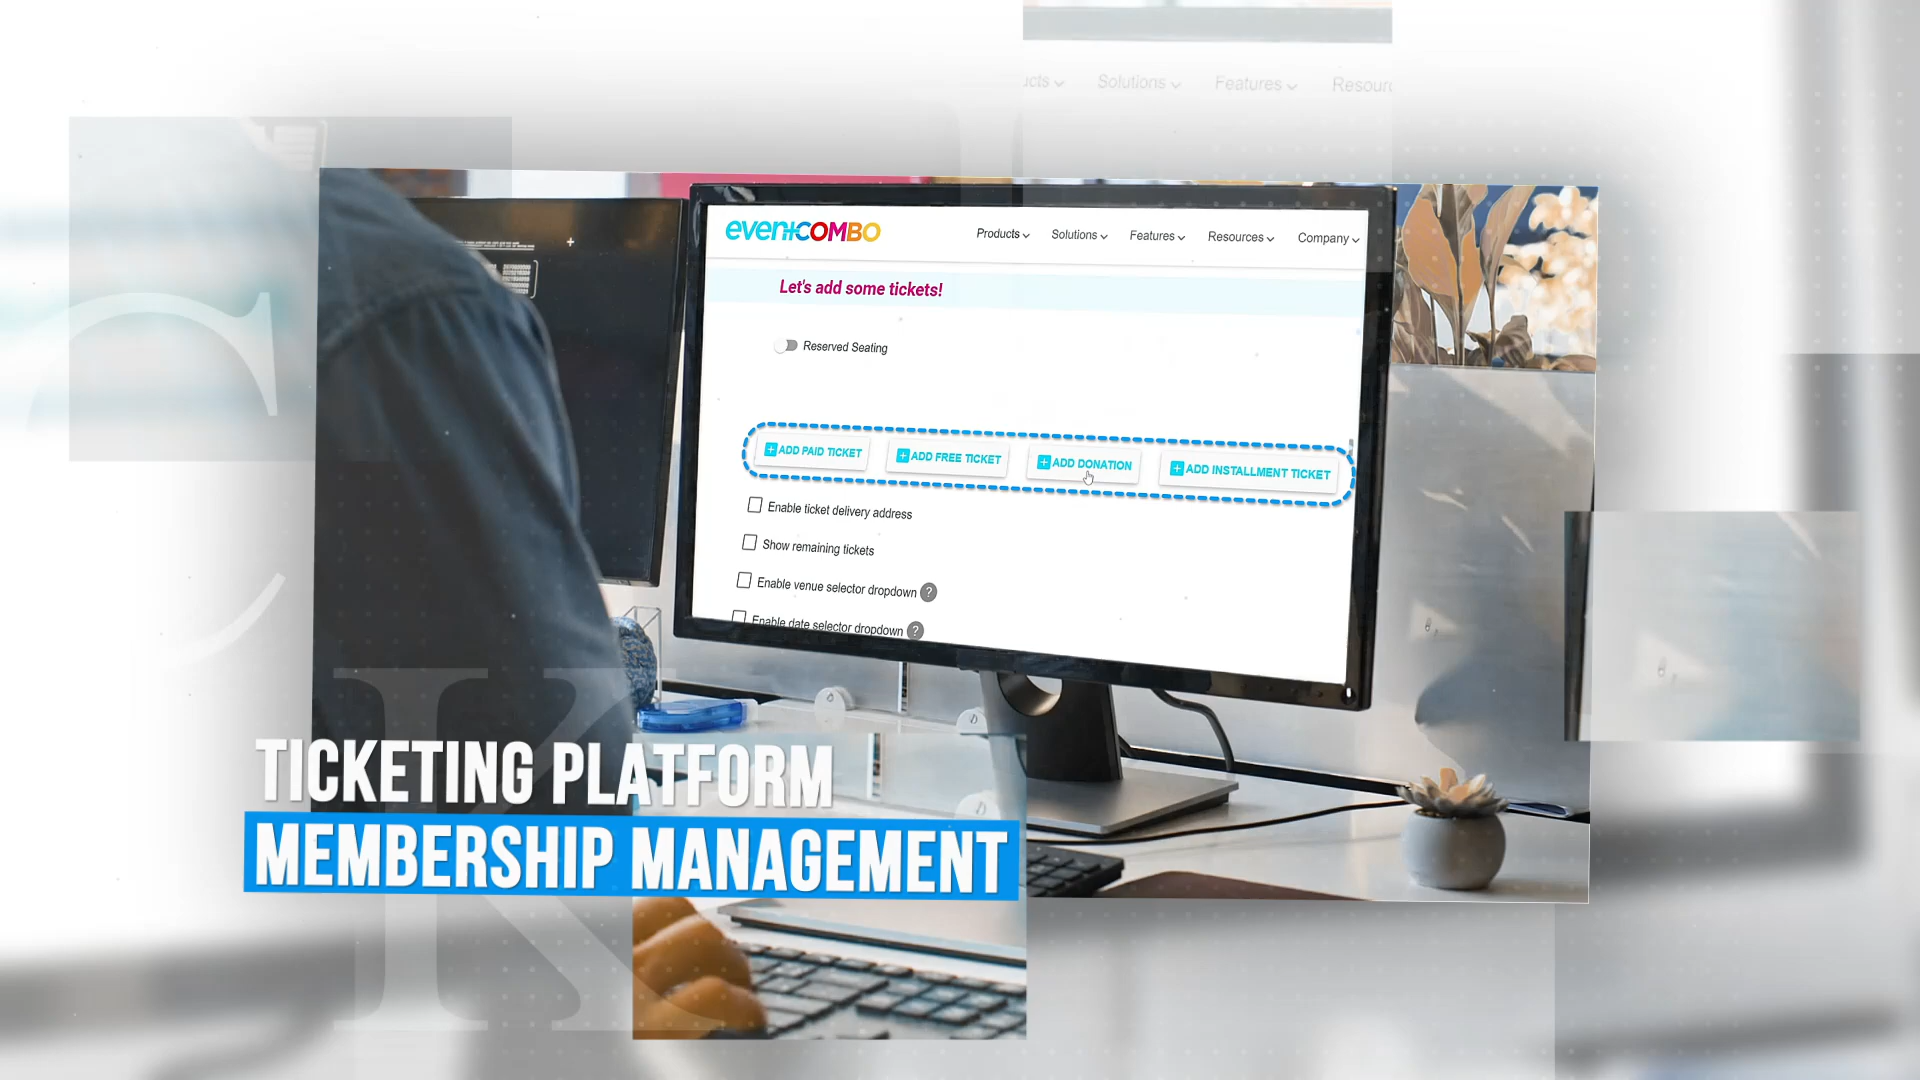 ucts Solutions Features Resourc
eventCOMBO
Products Solutions Features Resources Company
Let's add some tickets!
Reserved Seating
ADD PAID TICKET ADD FREE TICKET ADD DONATION ADD INSTALLMENT TICKET
Enable ticket delivery address
Show remaining tickets
Enable venue selector dropdown ?
Enable date selector dropdown ?
C
K
TICKETING PLATFORM
MEMBERSHIP MANAGEMENT